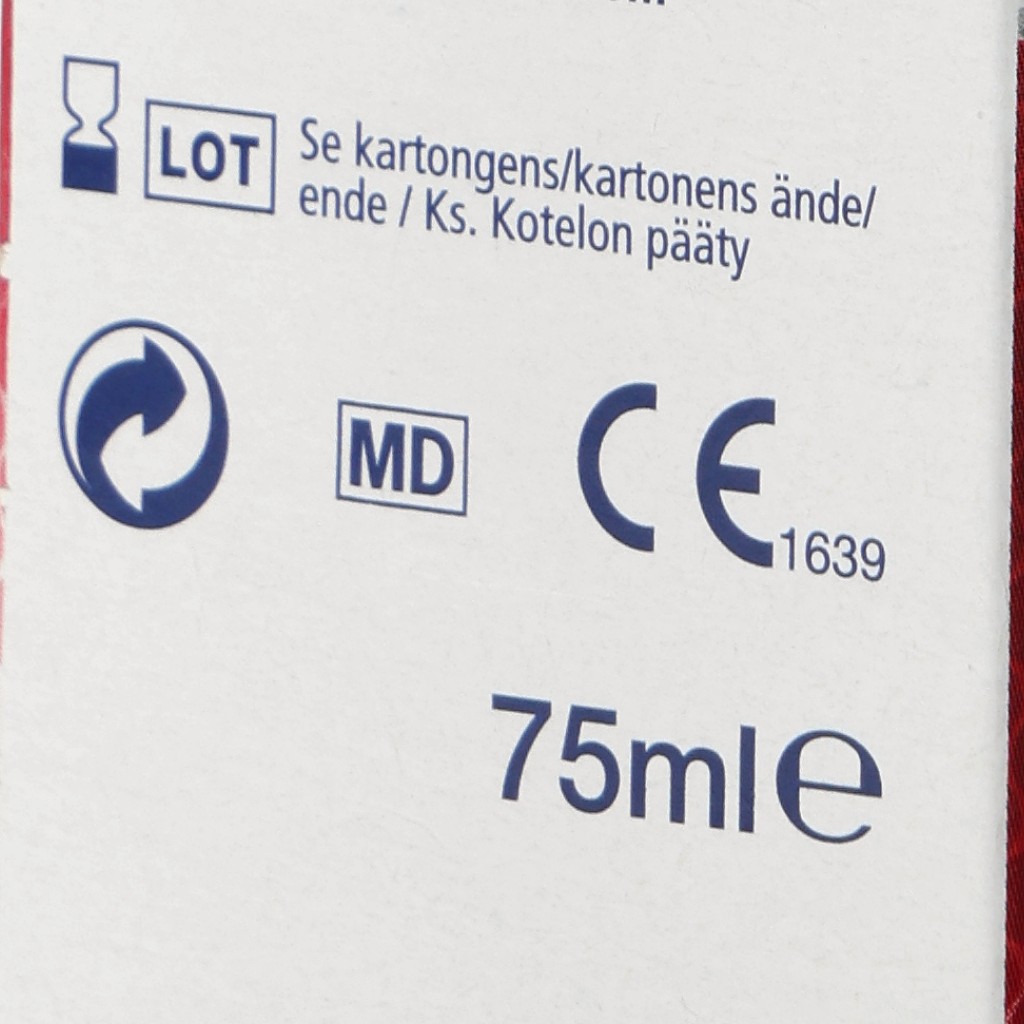 LOT Se kartongens/kartonens ände/
ende / Ks. Kotelon pääty
MD CE 1639
75ml e